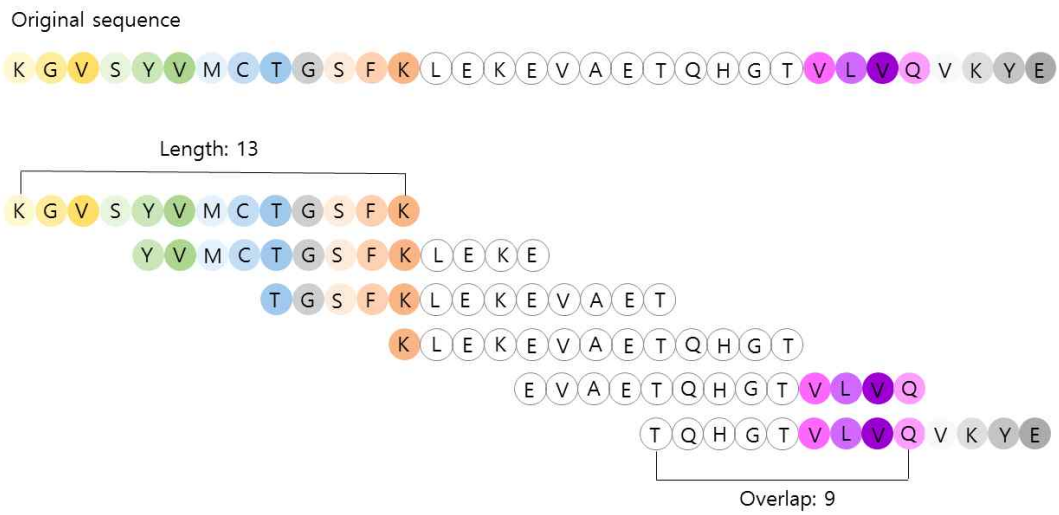 Original sequence
K G V S Y V M C T G S F K L E K E V A E T Q H G T V L V Q V K Y E
Length: 13
K G V S Y V M C T G S F K
Y V M C T G S F K L E K E
T G S F K L E K E V A E T
K L E K E V A E T Q H G T
E V A E T Q H G T V L V Q
T Q H G T V L V Q V K Y E
Overlap: 9